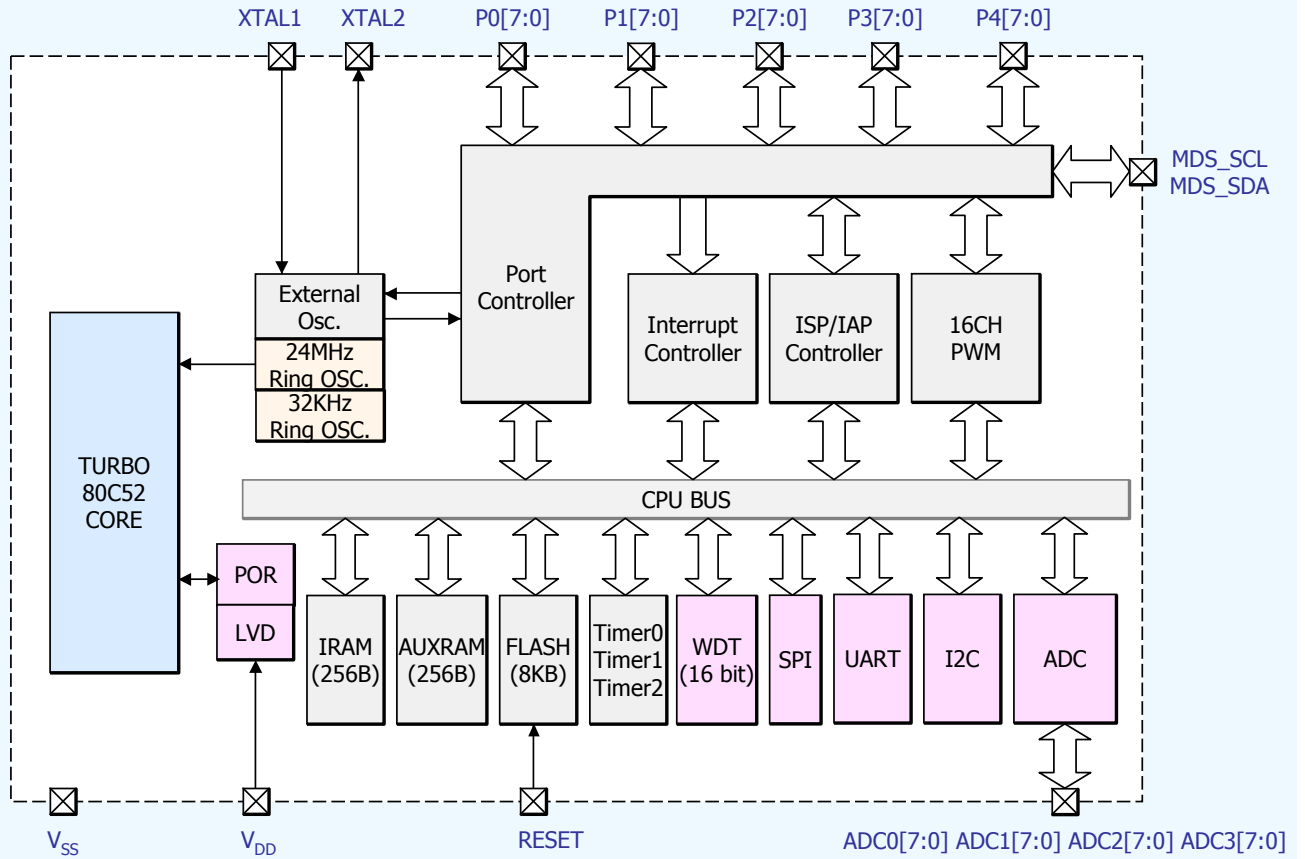 XTAL1 XTAL2 P0[7:0] P1[7:0] P2[7:0] P3[7:0] P4[7:0]
MDS_SCL
MDS_SDA
External
Osc.
24MHz
Ring OSC.
32KHz
Ring OSC.
Port
Controller
Interrupt
Controller
ISP/IAP
Controller
16CH
PWM
TURBO
80C52
CORE
CPU BUS
POR
LVD
IRAM
(256B)
AUXRAM
(256B)
FLASH
(8KB)
Timer0
Timer1
Timer2
WDT
(16 bit)
SPI
UART
I2C
ADC
VSS VDD RESET ADC0[7:0] ADC1[7:0] ADC2[7:0] ADC3[7:0]